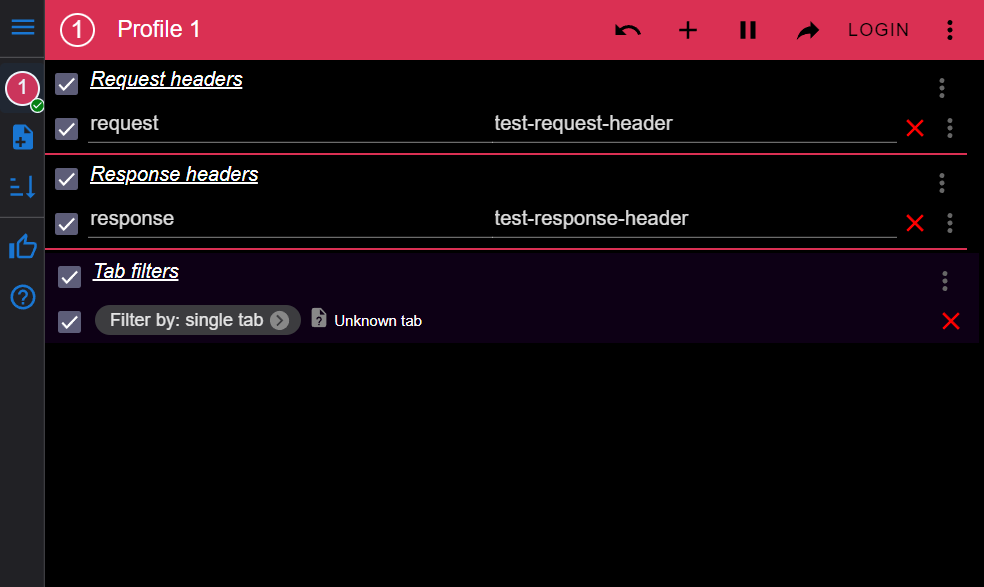 1 Profile 1 LOGIN
1
Request headers
request test-request-header
Response headers
response test-response-header
Tab filters
Filter by: single tab Unknown tab